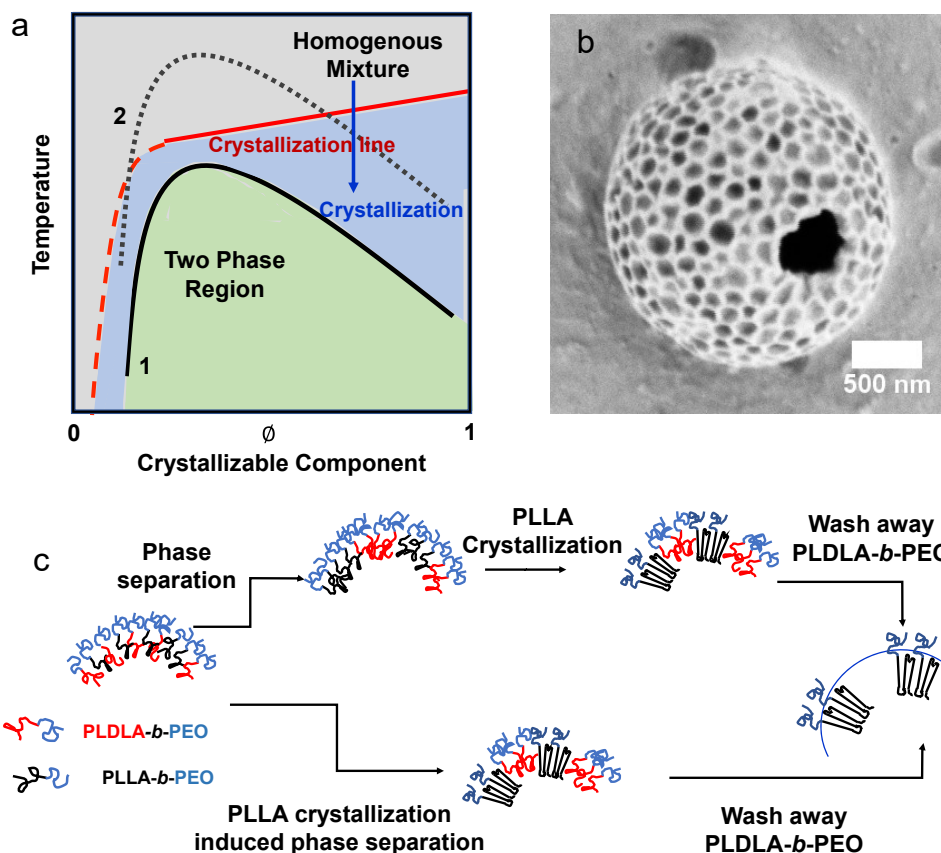 a
Homogenous
Mixture
2
Crystallization line
Crystallization
Two Phase
Region
1
Temperature
0
∅
1
Crystallizable Component
b
500 nm
c
Phase
separation
PLLA
Crystallization
Wash away
PLDLA-b-PEO
PLDLA-b-PEO
PLLA-b-PEO
PLLA crystallization
induced phase separation
Wash away
PLDLA-b-PEO